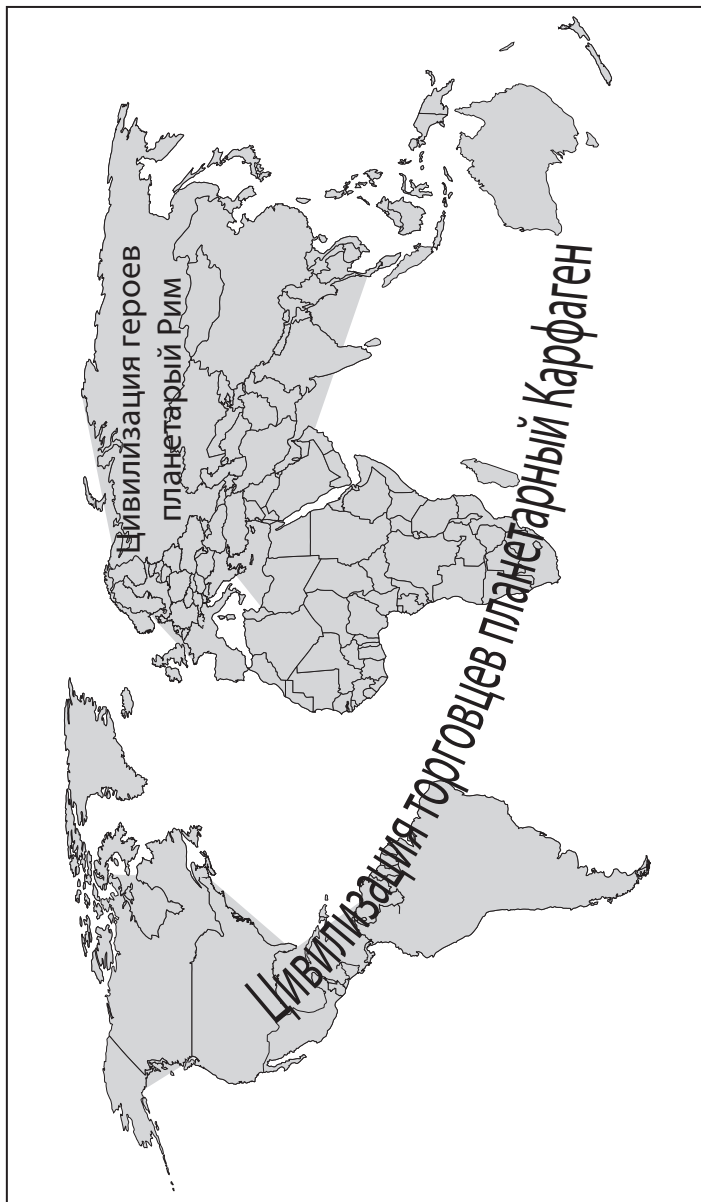 Цивилизация героев
планетарый Рим
Цивилизация торговцев планетарный Карфаген